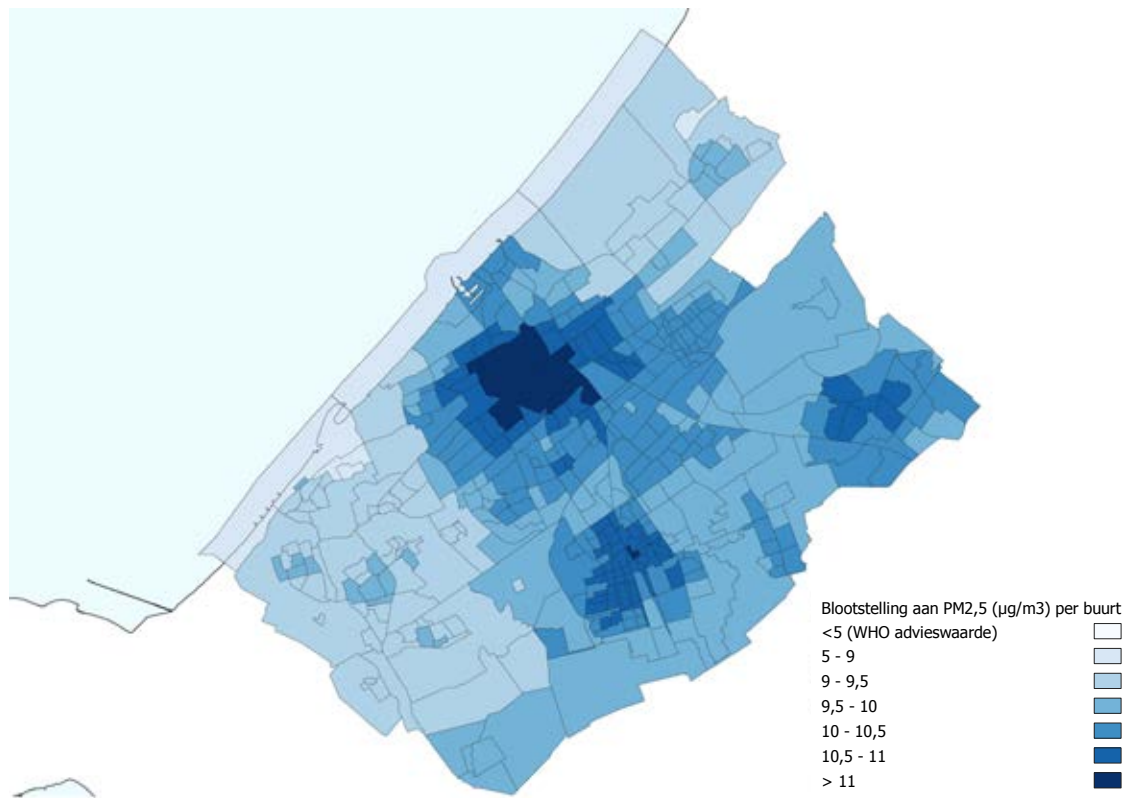 Blootstelling aan PM2,5 (µg/m3) per buurt
<5 (WHO advieswaarde)
5 - 9
9 - 9,5
9,5 - 10
10 - 10,5
10,5 - 11
> 11